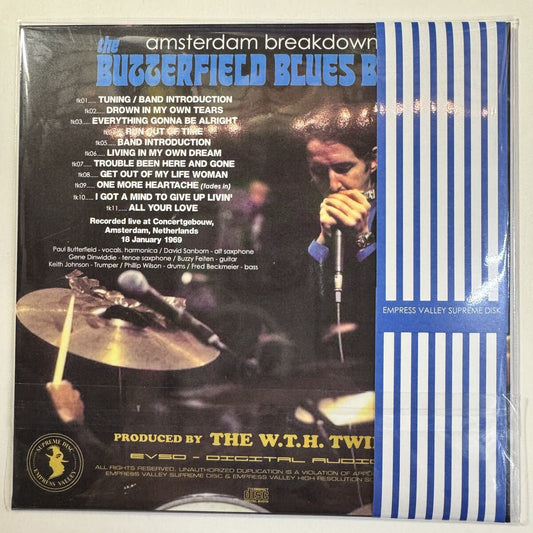 amsterdam breakdown
the
BUTTERFIELD BLUES B
tk01..... TUNING / BAND INTRODUCTION
tk02..... DROWN IN MY OWN TEARS
tk03..... EVERYTHING GONNA BE ALRIGHT
RUN OUT OF TIME
tk05..... BAND INTRODUCTION
tk06..... LIVING IN MY OWN DREAM
tk07..... TROUBLE BEEN HERE AND GONE
tk08..... GET OUT OF MY LIFE WOMAN
tk09..... ONE MORE HEARTACHE (fades in)
tk10..... I GOT A MIND TO GIVE UP LIVIN'
tk11..... ALL YOUR LOVE
Recorded live at Concertgebouw,
Amsterdam, Netherlands
18 January 1969
Paul Butterfield - vocals, harmonica / David Sanborn - alt saxphone
Gene Dinwiddie - tenoe saxphone / Buzzy Feiten - guitar
Keith Johnson - Trumper / Phillip Wilson - drums / Fred Beckmeier - bass
EMPRESS VALLEY SUPREME DISK
PRODUCED BY THE W.T.H. TWI
EVSD - DIGITAL AUDIO
ALL RIGHTS RESERVED, UNAUTHORIZED DUPLICATION IS A VIOLATION OF
EMPRESS VALLEY SUPREME DISC & EMPRESS VALLEY HIGH RESOLUTION
SUPREME DISC
EMPRESS VALLEY
disc